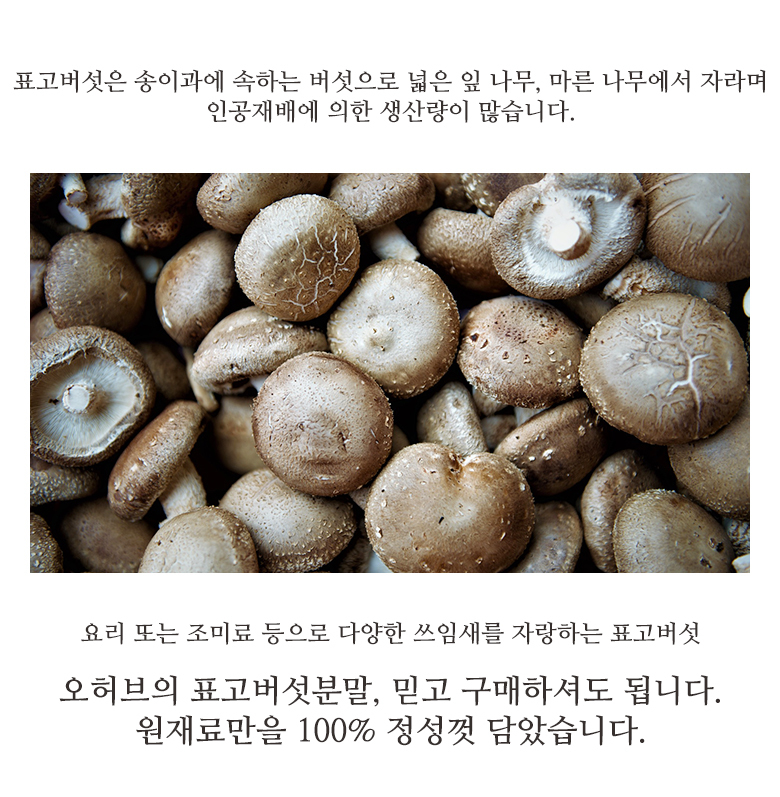 표고버섯은 송이과에 속하는 버섯으로 넓은 잎 나무, 마른 나무에서 자라며
인공재배에 의한 생산량이 많습니다.
요리 또는 조미료 등으로 다양한 쓰임새를 자랑하는 표고버섯
오허브의 표고버섯분말, 믿고 구매하셔도 됩니다.
원재료만을 100% 정성껏 담았습니다.